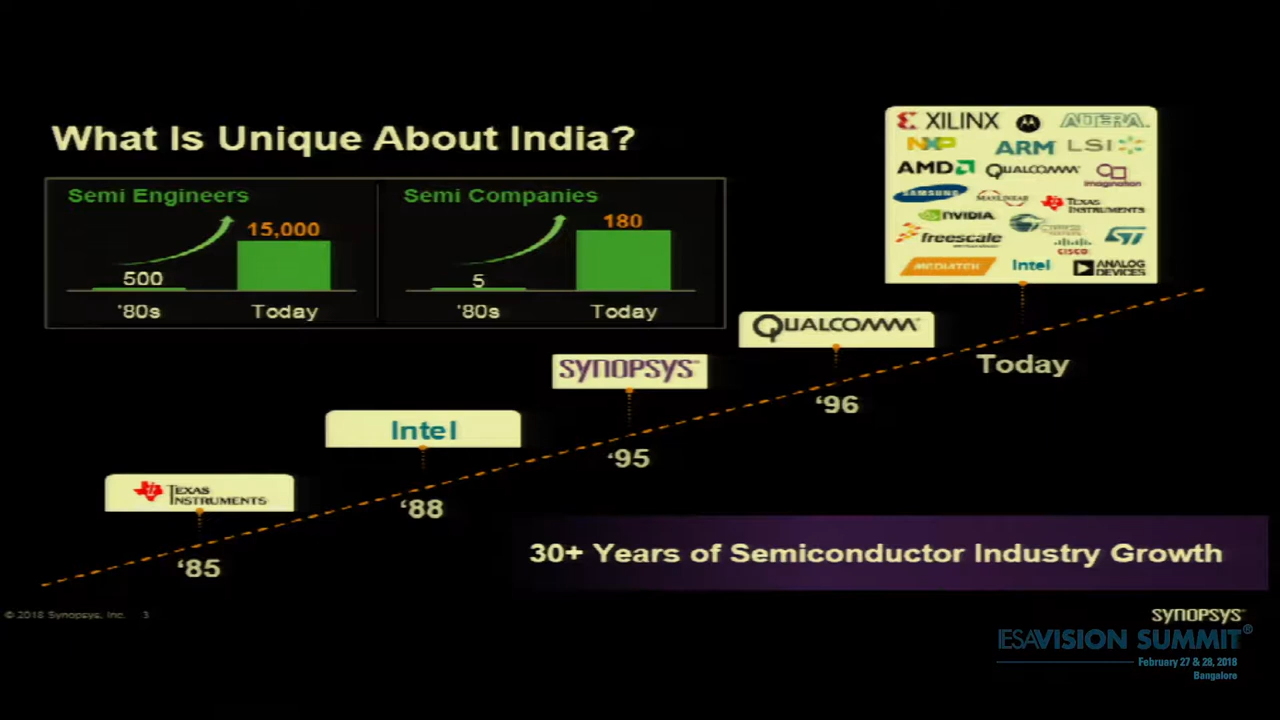 What Is Unique About India?
Semi Engineers
500
15,000
'80s
Today
Semi Companies
5
180
'80s
Today
XILINX
ALTERA
NXP
ARM
LSI
AMD
QUALCOMM
Imagination
SAMSUNG
MAXLINEAR
TEXAS INSTRUMENTS
NVIDIA
freescale
CISCO
ST
MEDIATEK
Intel
ANALOG DEVICES
TEXAS INSTRUMENTS
'85
Intel
'88
SYNOPSYS
'95
QUALCOMM
'96
Today
30+ Years of Semiconductor Industry Growth
© 2018 Synopsys, Inc. 3
SYNOPSYS
IESAVISION SUMMIT®
February 27 & 28, 2018
Bangalore